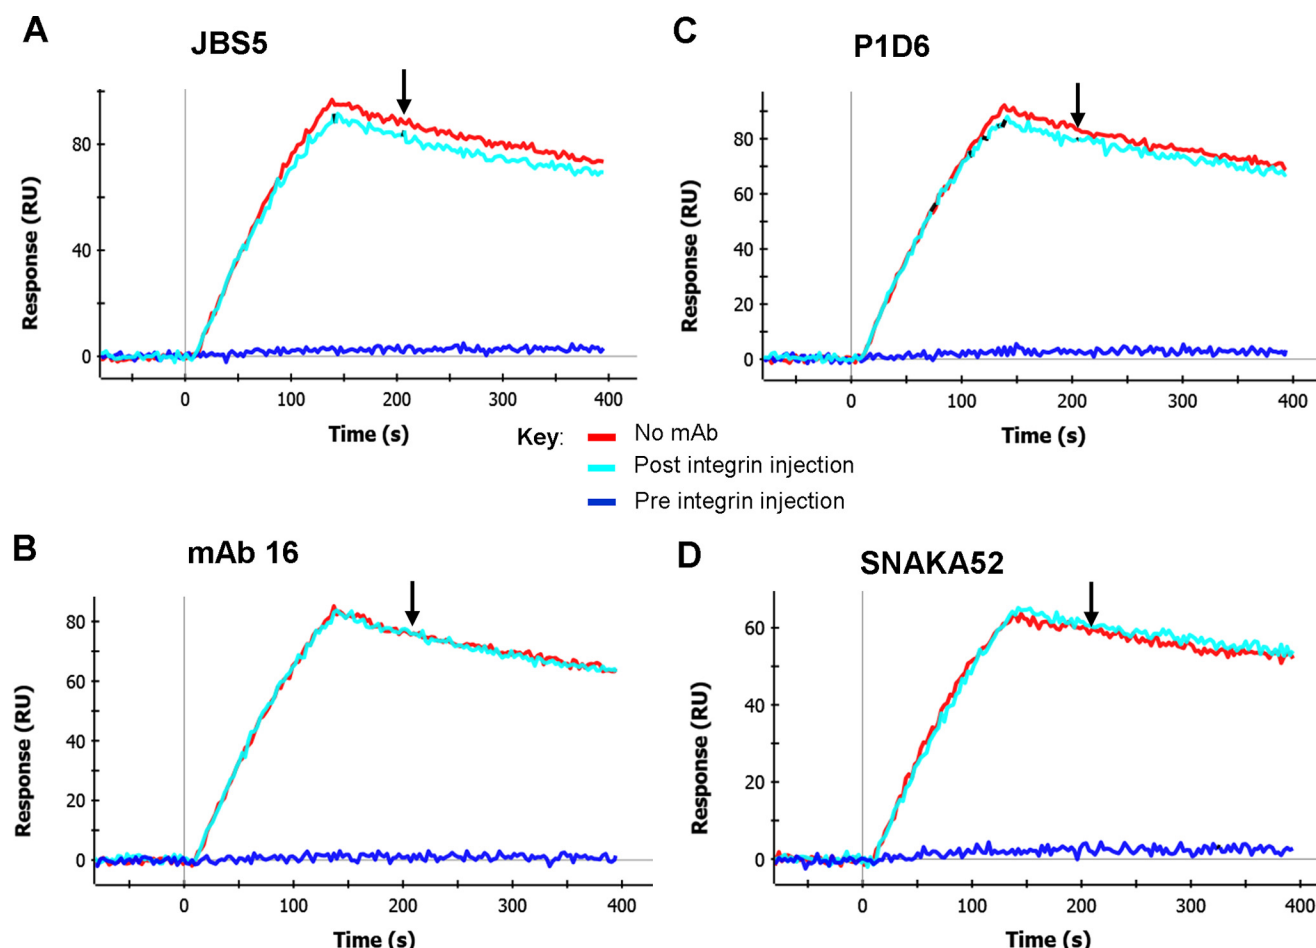 A
JBS5
80
40
0
Response (RU)
0
100
200
300
400
Time (s)
C
P1D6
80
60
40
20
0
Response (RU)
0
100
200
300
400
Time (s)
Key:
No mAb
Post integrin injection
Pre integrin injection
B
mAb 16
80
60
40
20
0
Response (RU)
0
100
200
300
400
Time (s)
D
SNAKA52
60
40
20
0
Response (RU)
0
100
200
300
400
Time (s)